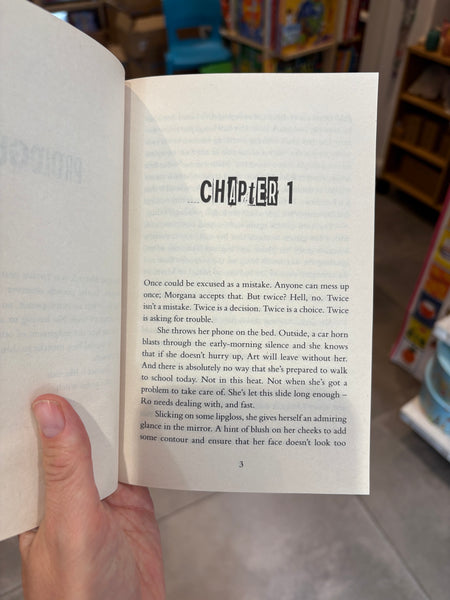 CHAPtER 1
Once could be excused as a mistake. Anyone can mess up
once; Morgana accepts that. But twice? Hell, no. Twice
isn't a mistake. Twice is a decision. Twice is a choice. Twice
is asking for trouble.
She throws her phone on the bed. Outside, a car horn
blasts through the early-morning silence and she knows
that if she doesn't hurry up, Art will leave without her.
And there is absolutely no way that she's prepared to walk
to school today. Not in this heat. Not when she's got a
problem to take care of. She's let this slide long enough –
Ro needs dealing with, and fast.
Slicking on some lipgloss, she gives herself an admiring
glance in the mirror. A hint of blush on her cheeks to add
some contour and ensure that her face doesn't look too
3